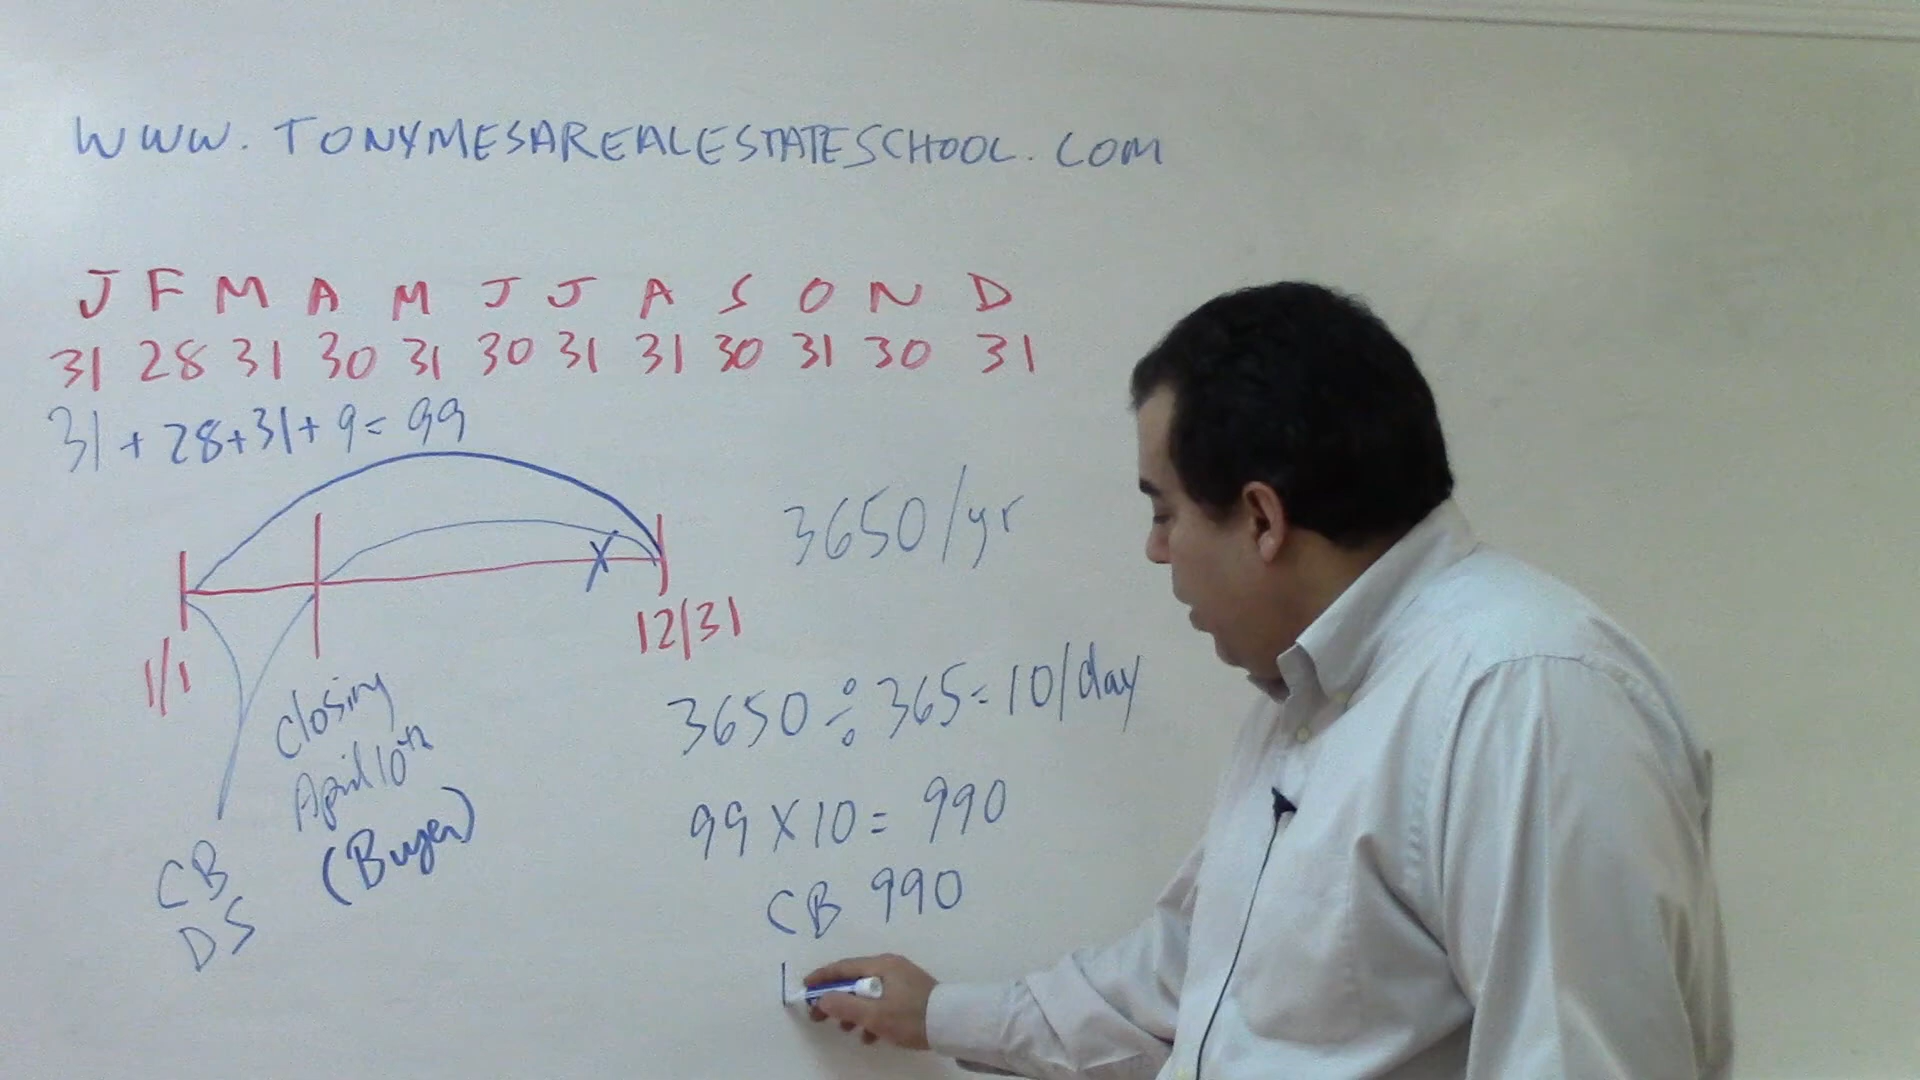 WWW.TONYMESAREALESTATESCHOOL.COM
J F M A M J J A S O N D
31 28 31 30 31 30 31 31 30 31 30 31
31 + 28 + 31 + 9 = 99
3650/yr
X
1/1
12/31
closing
April 10th
(Buyer)
CB
DS
3650 ÷ 365 = 10/day
99 X 10 = 990
CB 990